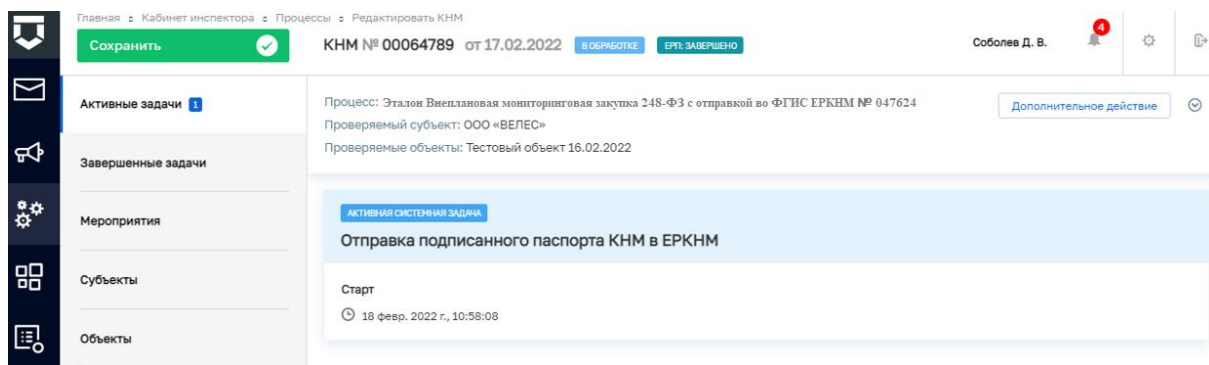 Главная : Кабинет инспектора : Процессы : Редактировать КНМ
Сохранить
КНМ № 00064789 от 17.02.2022 В ОБРАБОТКЕ ЕРП: ЗАВЕРШЕНО
Соболев Д. В.
4
Активные задачи 1
Завершенные задачи
Мероприятия
Субъекты
Объекты
Процесс: Эталон Внеплановая мониторинговая закупка 248-ФЗ с отправкой во ФГИС ЕРКНМ № 047624
Дополнительное действие
Проверяемый субъект: ООО «ВЕЛЕС»
Проверяемые объекты: Тестовый объект 16.02.2022
АКТИВНАЯ СИСТЕМНАЯ ЗАДАЧА
Отправка подписанного паспорта КНМ в ЕРКНМ
Старт
18 февр. 2022 г., 10:58:08